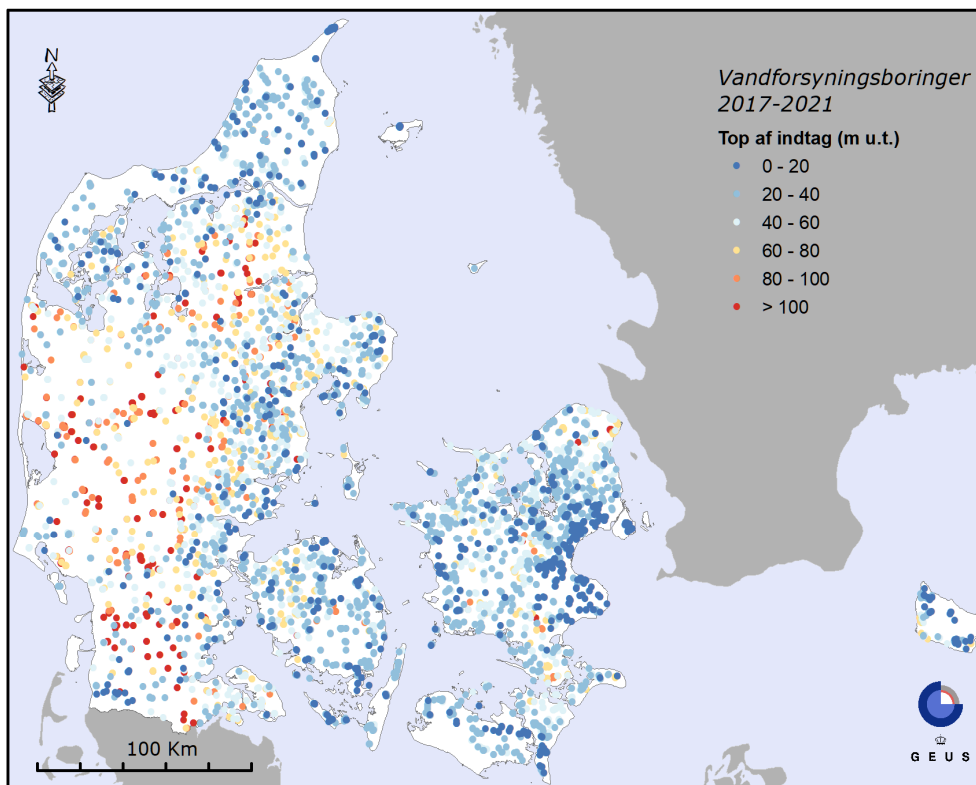 N
Vandforsyningsboringer
2017-2021
Top af indtag (m u.t.)
0 - 20
20 - 40
40 - 60
60 - 80
80 - 100
> 100
100 Km
G E U S